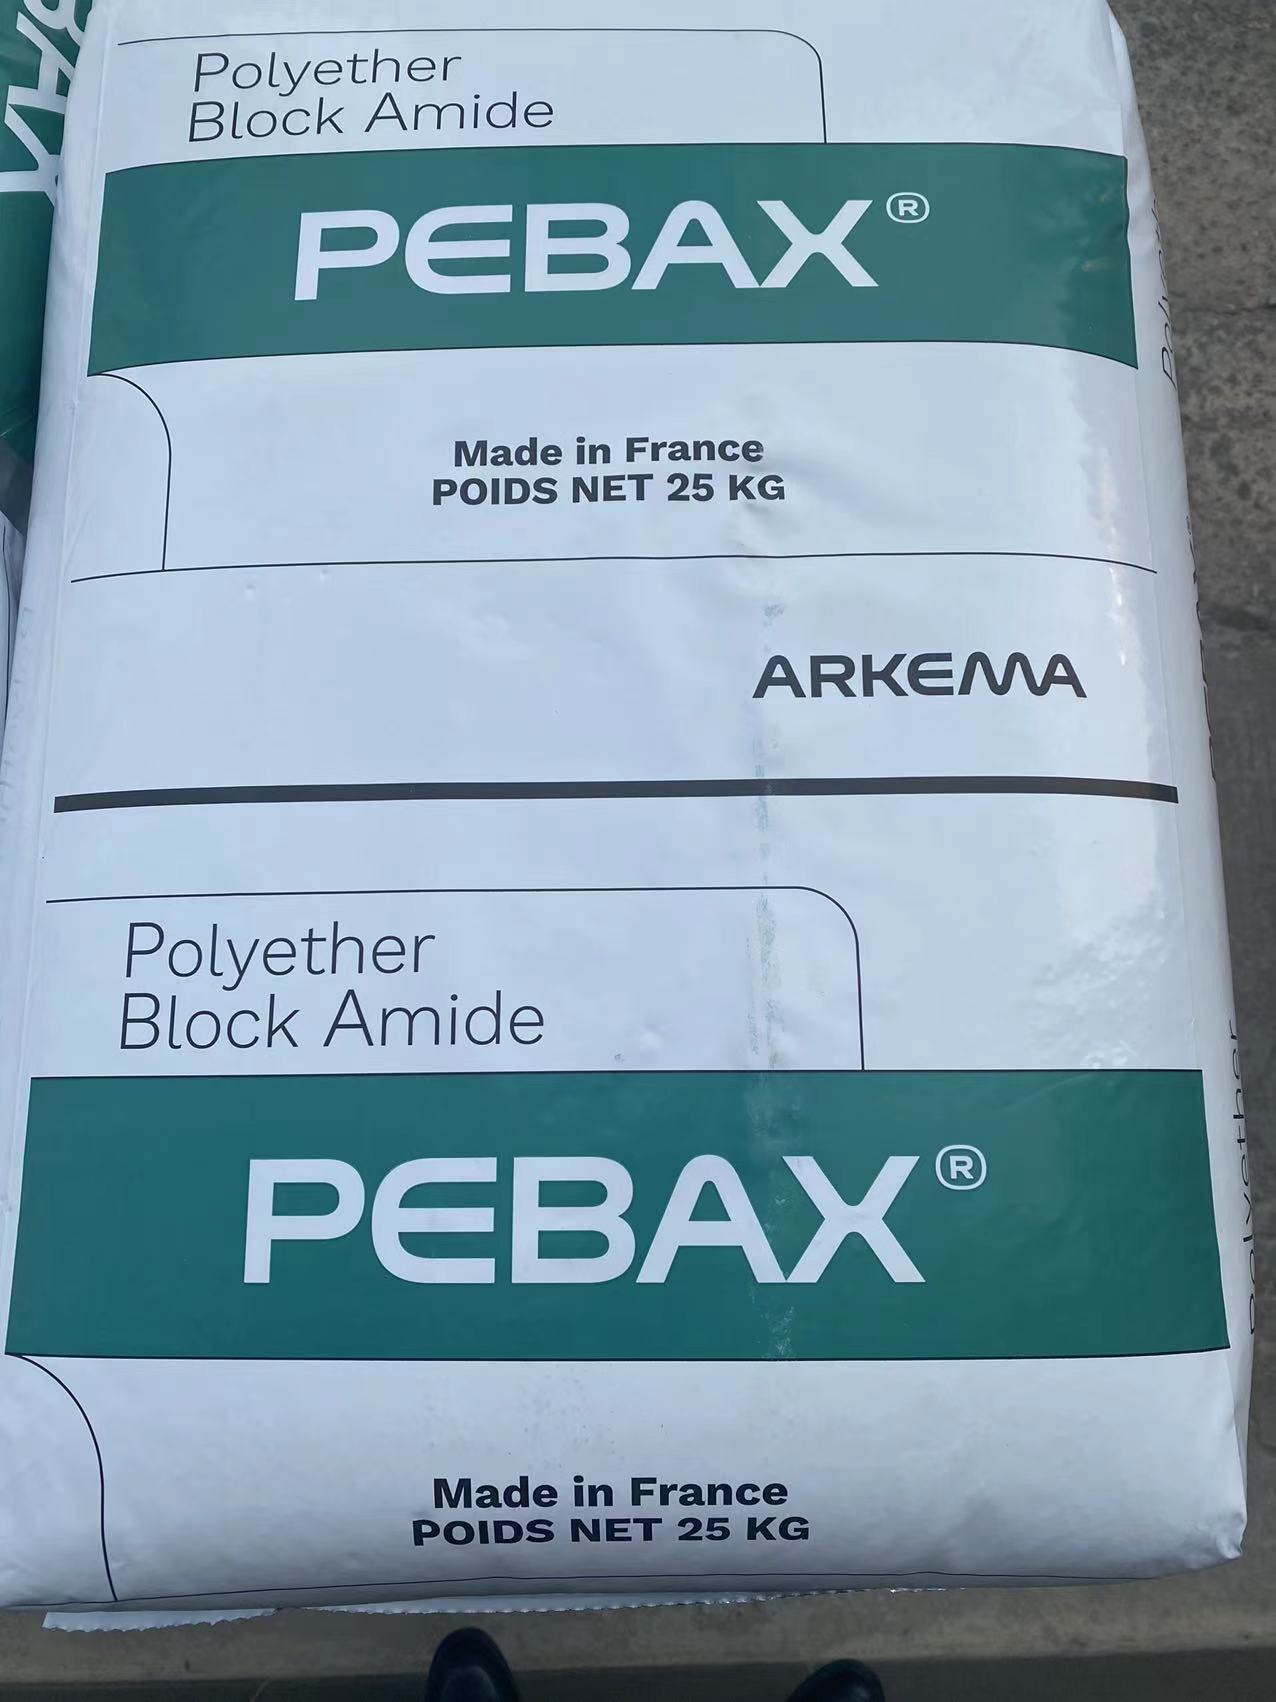 Polyether
Block Amide
PEBAX®
Made in France
POIDS NET 25 KG
ARKEMA
Polyether
Block Amide
PEBAX®
Made in France
POIDS NET 25 KG
Polyether